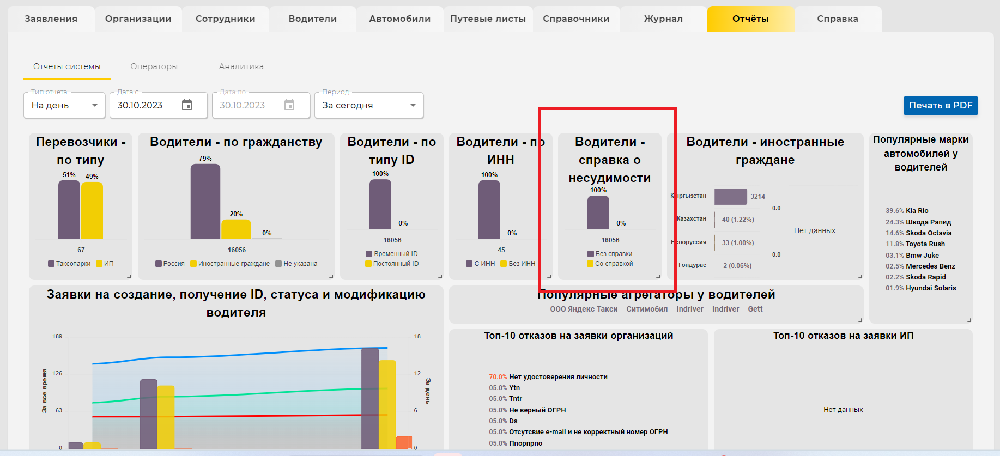 Заявления
Организации
Сотрудники
Водители
Автомобили
Путевые листы
Справочники
Журнал
Отчёты
Справка
Отчеты системы
Операторы
Аналитика
Тип отчета
На день
Дата с
30.10.2023
Дата по
30.10.2023
Период
За сегодня
Печать в PDF
Перевозчики -
по типу
51%
49%
67
Таксопарки
ИП
Водители - по гражданству
79%
20%
0%
16056
Россия
Иностранные граждане
Не указана
Водители - по
типу ID
100%
0%
16056
Временный ID
Постоянный ID
Водители - по
ИНН
100%
0%
45
С ИНН
Без ИНН
Водители -
справка о
несудимости
100%
0%
16056
Без справки
Со справкой
Водители - иностранные
граждане
Кыргызстан
3214
Казахстан
40 (1.22%)
Белоруссия
33 (1.00%)
Гондурас
2 (0.06%)
0.0
0.0
Нет данных
Популярные марки
автомобилей у
водителей
39.6% Kia Rio
24.3% Шкода Рапид
14.6% Skoda Octavia
11.8% Toyota Rush
03.1% Bmw Juke
02.5% Mercedes Benz
02.2% Skoda Rapid
01.9% Hyundai Solaris
Заявки на создание, получение ID, статуса и модификацию
водителя
189
126
63
0
За всё время
18
12
6
0
За день
Популярные агрегаторы у водителей
ООО Яндекс Такси
Ситимобил
Indriver
Indriver
Gett
Топ-10 отказов на заявки организаций
70.0% Нет удостоверения личности
05.0% Ytn
05.0% Tntr
05.0% Не верный ОГРН
05.0% Ds
05.0% Отсутсвие e-mail и не корректный номер ОГРН
05.0% Ппорпрпо
Топ-10 отказов на заявки ИП
Нет данных